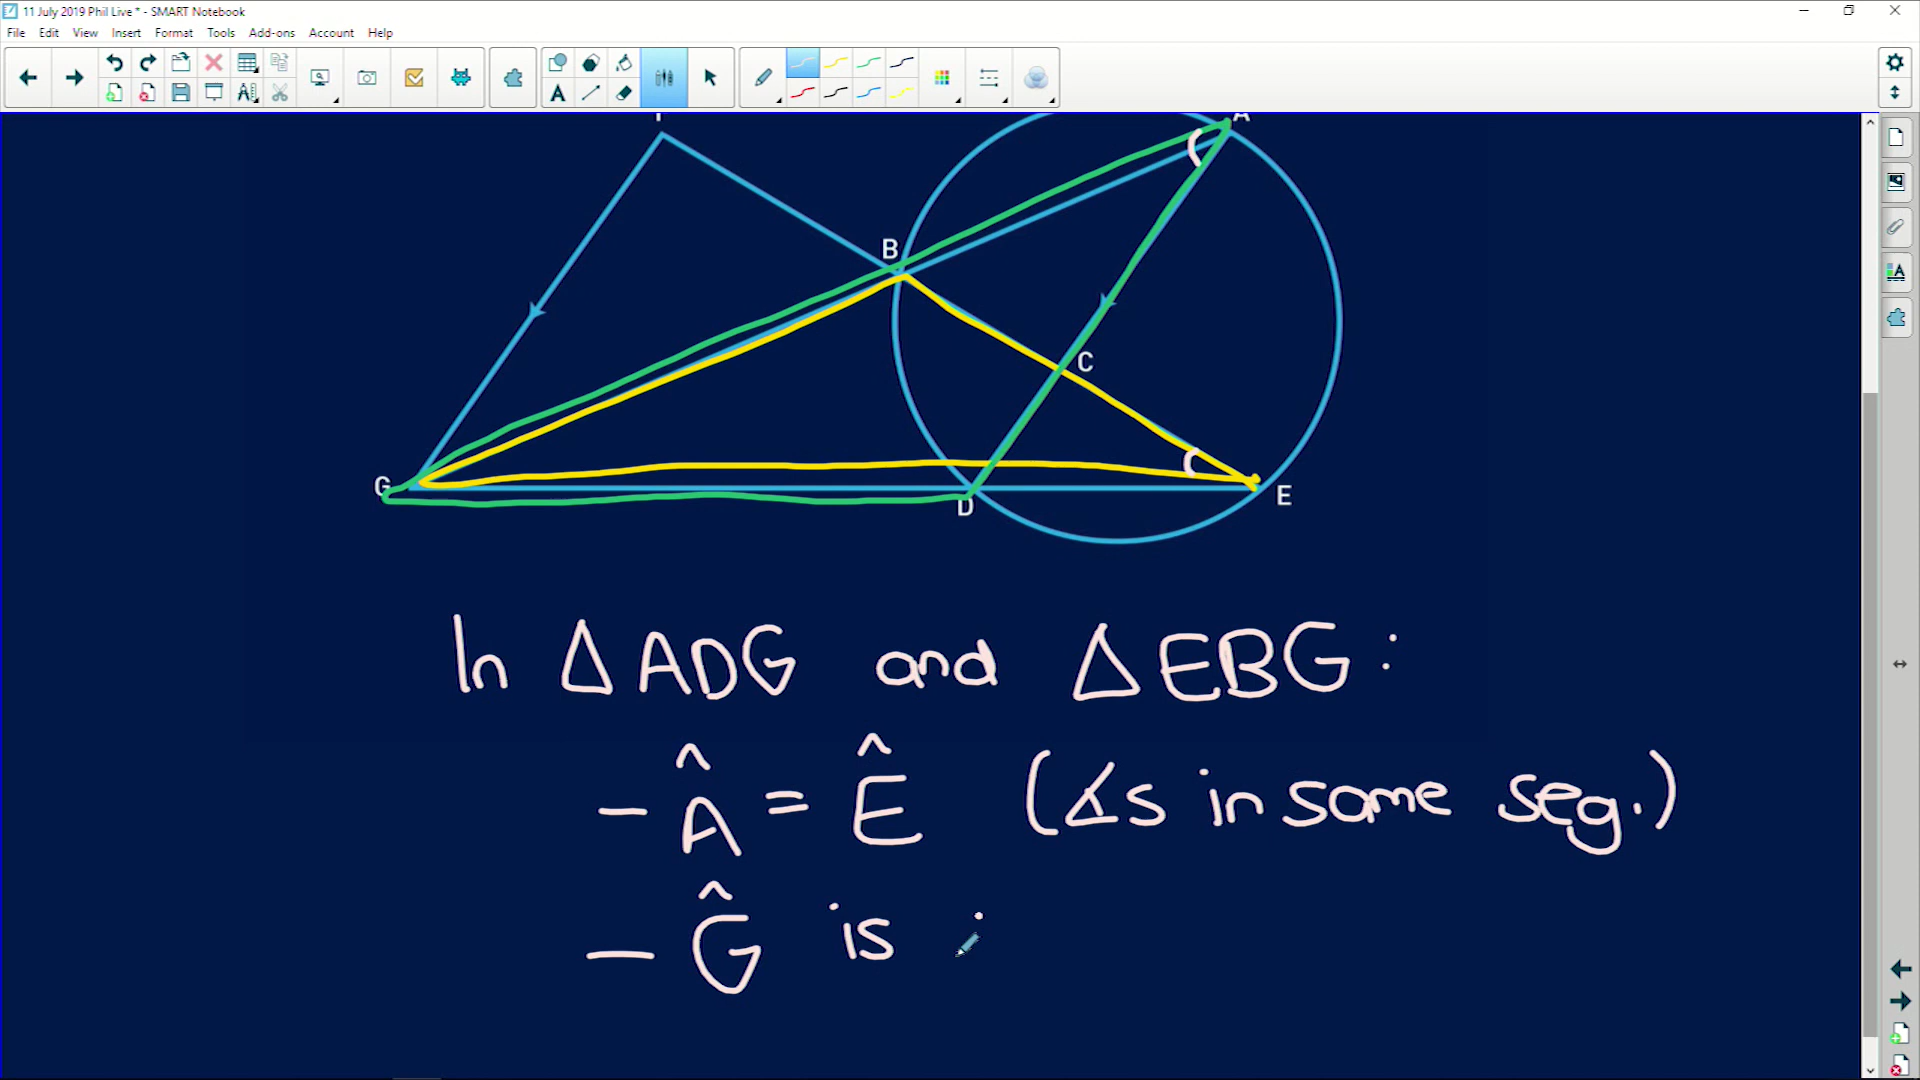 11 July 2019 Phil Live * - SMART Notebook
File Edit View Insert Format Tools Add-ons Account Help
A
B
C
G
D
E
In ΔADG and ΔEBG:
- Â = Ê (∡s in same seg.)
- Ĝ is